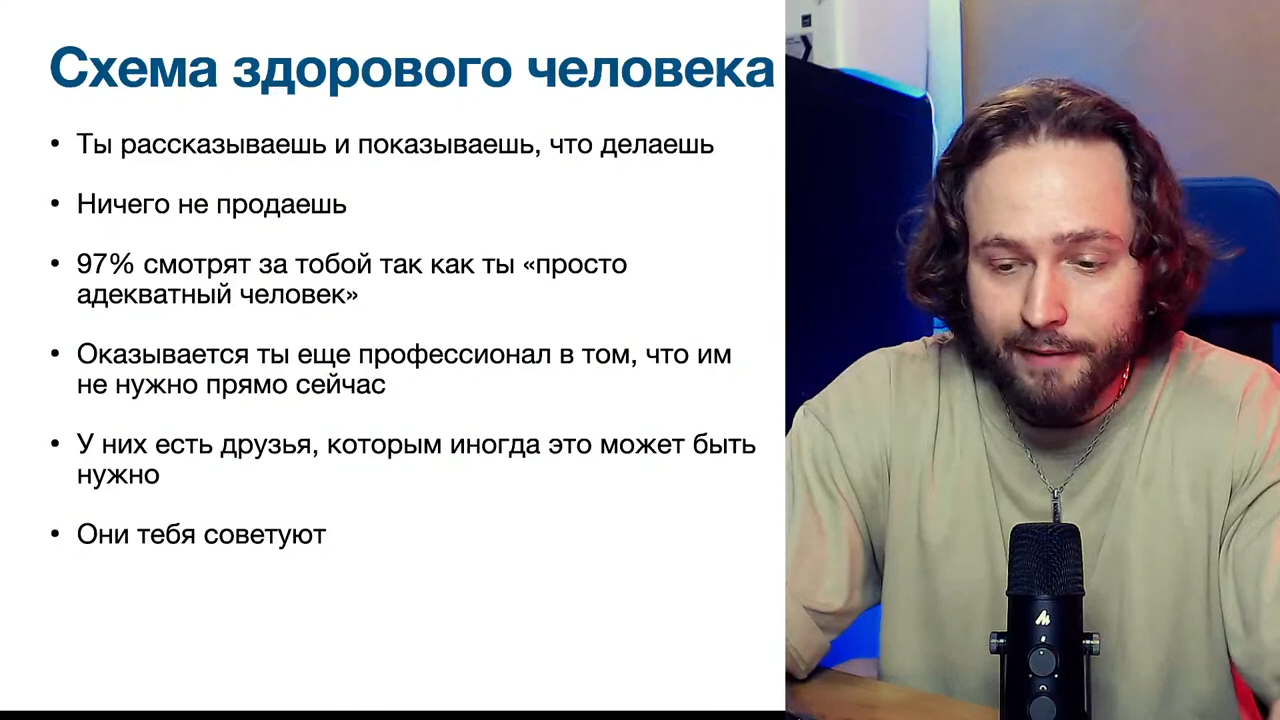 Схема здорового человека
• Ты рассказываешь и показываешь, что делаешь
• Ничего не продаешь
• 97% смотрят за тобой так как ты «просто
адекватный человек»
• Оказывается ты еще профессионал в том, что им
не нужно прямо сейчас
• У них есть друзья, которым иногда это может быть
нужно
• Они тебя советуют